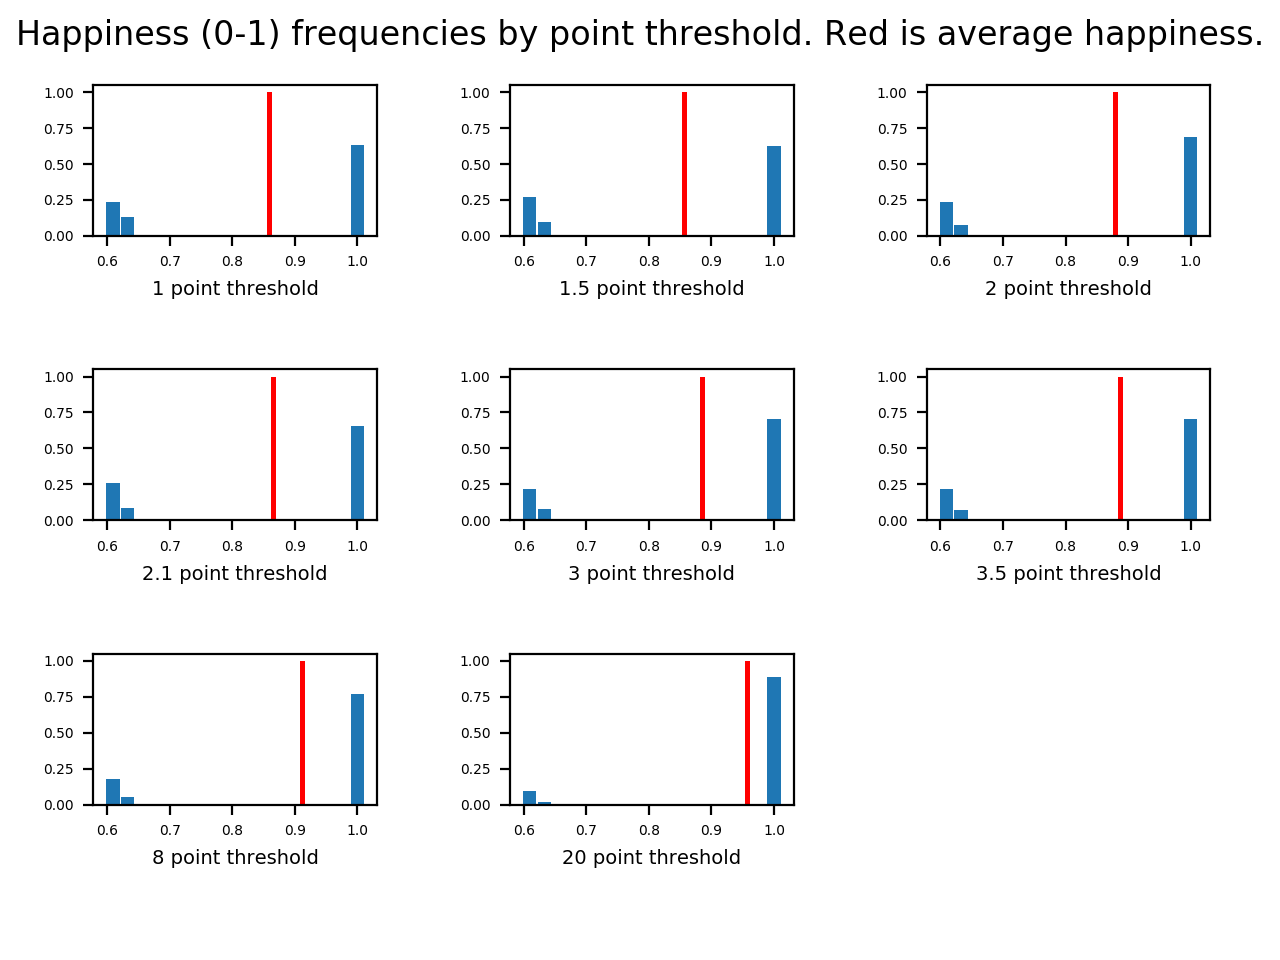 Happiness (0-1) frequencies by point threshold. Red is average happiness.
1.00 0.75 0.50 0.25 0.00
0.6 0.7 0.8 0.9 1.0
1 point threshold
1.00 0.75 0.50 0.25 0.00
0.6 0.7 0.8 0.9 1.0
1.5 point threshold
1.00 0.75 0.50 0.25 0.00
0.6 0.7 0.8 0.9 1.0
2 point threshold
1.00 0.75 0.50 0.25 0.00
0.6 0.7 0.8 0.9 1.0
2.1 point threshold
1.00 0.75 0.50 0.25 0.00
0.6 0.7 0.8 0.9 1.0
3 point threshold
1.00 0.75 0.50 0.25 0.00
0.6 0.7 0.8 0.9 1.0
3.5 point threshold
1.00 0.75 0.50 0.25 0.00
0.6 0.7 0.8 0.9 1.0
8 point threshold
1.00 0.75 0.50 0.25 0.00
0.6 0.7 0.8 0.9 1.0
20 point threshold